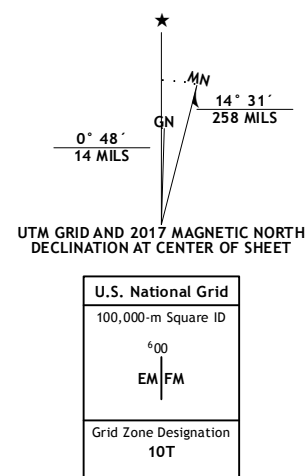 ★
MN
GN
14° 31´
258 MILS
0° 48´
14 MILS
UTM GRID AND 2017 MAGNETIC NORTH
DECLINATION AT CENTER OF SHEET
U.S. National Grid
100,000-m Square ID
⁶00
EM FM
Grid Zone Designation
10T